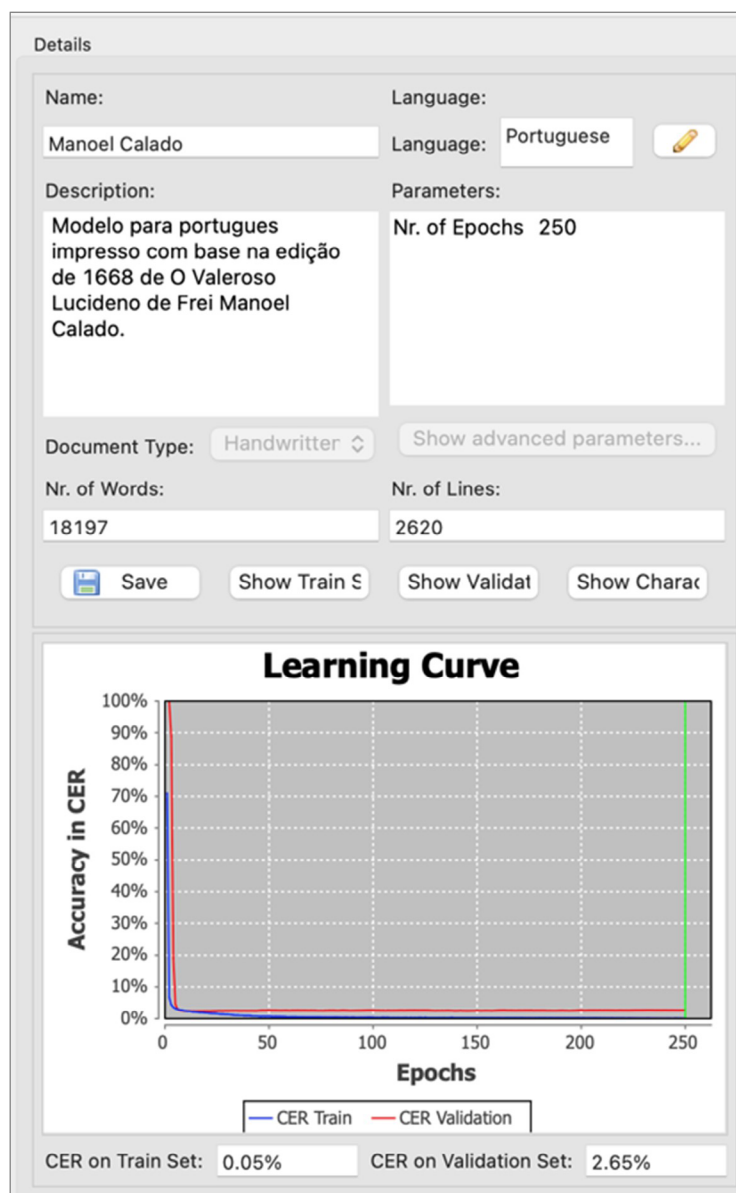 Details
Name:
Language:
Manoel Calado
Language:
Portuguese
Description:
Parameters:
Modelo para portugues
impresso com base na edição
de 1668 de O Valeroso
Lucideno de Frei Manoel
Calado.
Nr. of Epochs 250
Document Type:
Handwritter
Show advanced parameters...
Nr. of Words:
Nr. of Lines:
18197
2620
Save
Show Train S
Show Validat
Show Charac
Learning Curve
Accuracy in CER
100%
90%
80%
70%
60%
50%
40%
30%
20%
10%
0%
0 50 100 150 200 250
Epochs
CER Train CER Validation
CER on Train Set: 0.05% CER on Validation Set: 2.65%